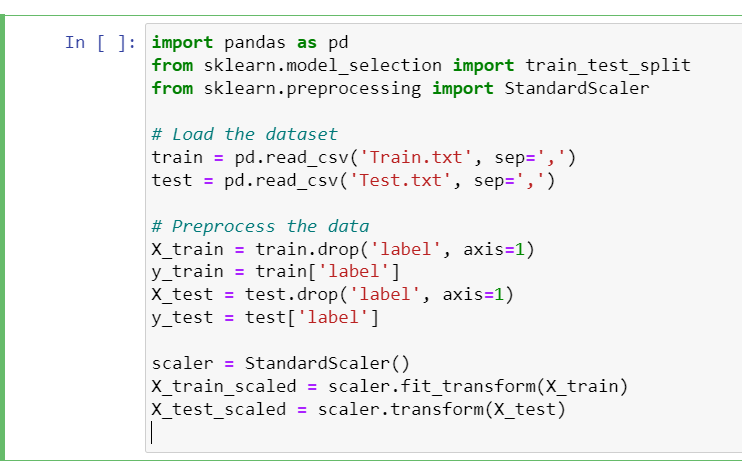 In [ ]: import pandas as pd
from sklearn.model_selection import train_test_split
from sklearn.preprocessing import StandardScaler
# Load the dataset
train = pd.read_csv('Train.txt', sep=',')
test = pd.read_csv('Test.txt', sep=',')
# Preprocess the data
X_train = train.drop('label', axis=1)
y_train = train['label']
X_test = test.drop('label', axis=1)
y_test = test['label']
scaler = StandardScaler()
X_train_scaled = scaler.fit_transform(X_train)
X_test_scaled = scaler.transform(X_test)